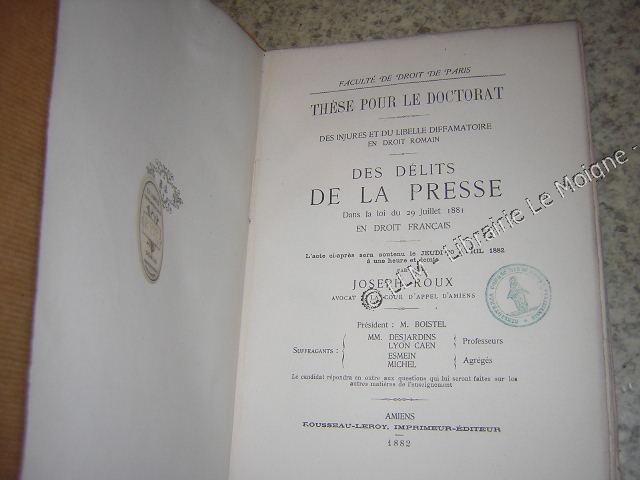 FACULTÉ DE DROIT DE PARIS
THÈSE POUR LE DOCTORAT
DES INJURES ET DU LIBELLE DIFFAMATOIRE
EN DROIT ROMAIN
DES DÉLITS
DE LA PRESSE
Dans la loi du 29 juillet 1881
EN DROIT FRANÇAIS
L'acte ci-après sera soutenu le JEUDI 1882
à une heure et demie
PAR
JOSEPH ROUX
AVOCAT A LA COUR D'APPEL D'AMIENS
Président : M. BOISTEL
SUFFRAGANTS : MM. DESJARDINS
LYON CAEN
Professeurs
ESMEIN
MICHEL
Agrégés
Le candidat répondra en outre aux questions qui lui seront faites sur les
autres matières de l'enseignement
AMIENS
ROUSSEAU-LEROY, IMPRIMEUR-ÉDITEUR
1882
© LLM - Librairie Le Moigne -